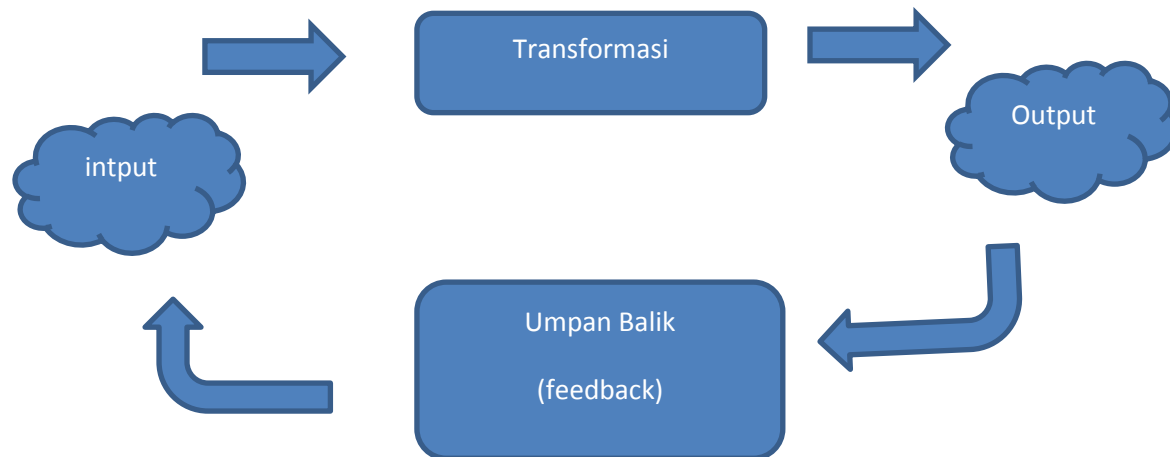 Transformasi
Output
intput
Umpan Balik
(feedback)